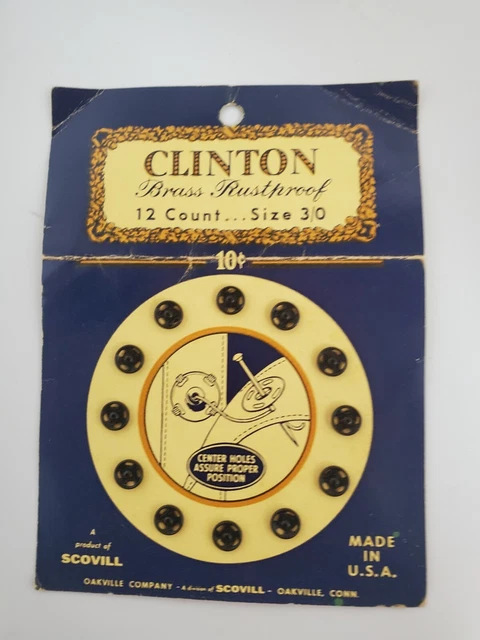 CLINTON
Brass Rustproof
12 Count... Size 3/0
10¢
CENTER HOLES
ASSURE PROPER
POSITION
A
product of
SCOVILL
MADE
IN
U.S.A.
OAKVILLE COMPANY - A division of SCOVILL - OAKVILLE, CONN.